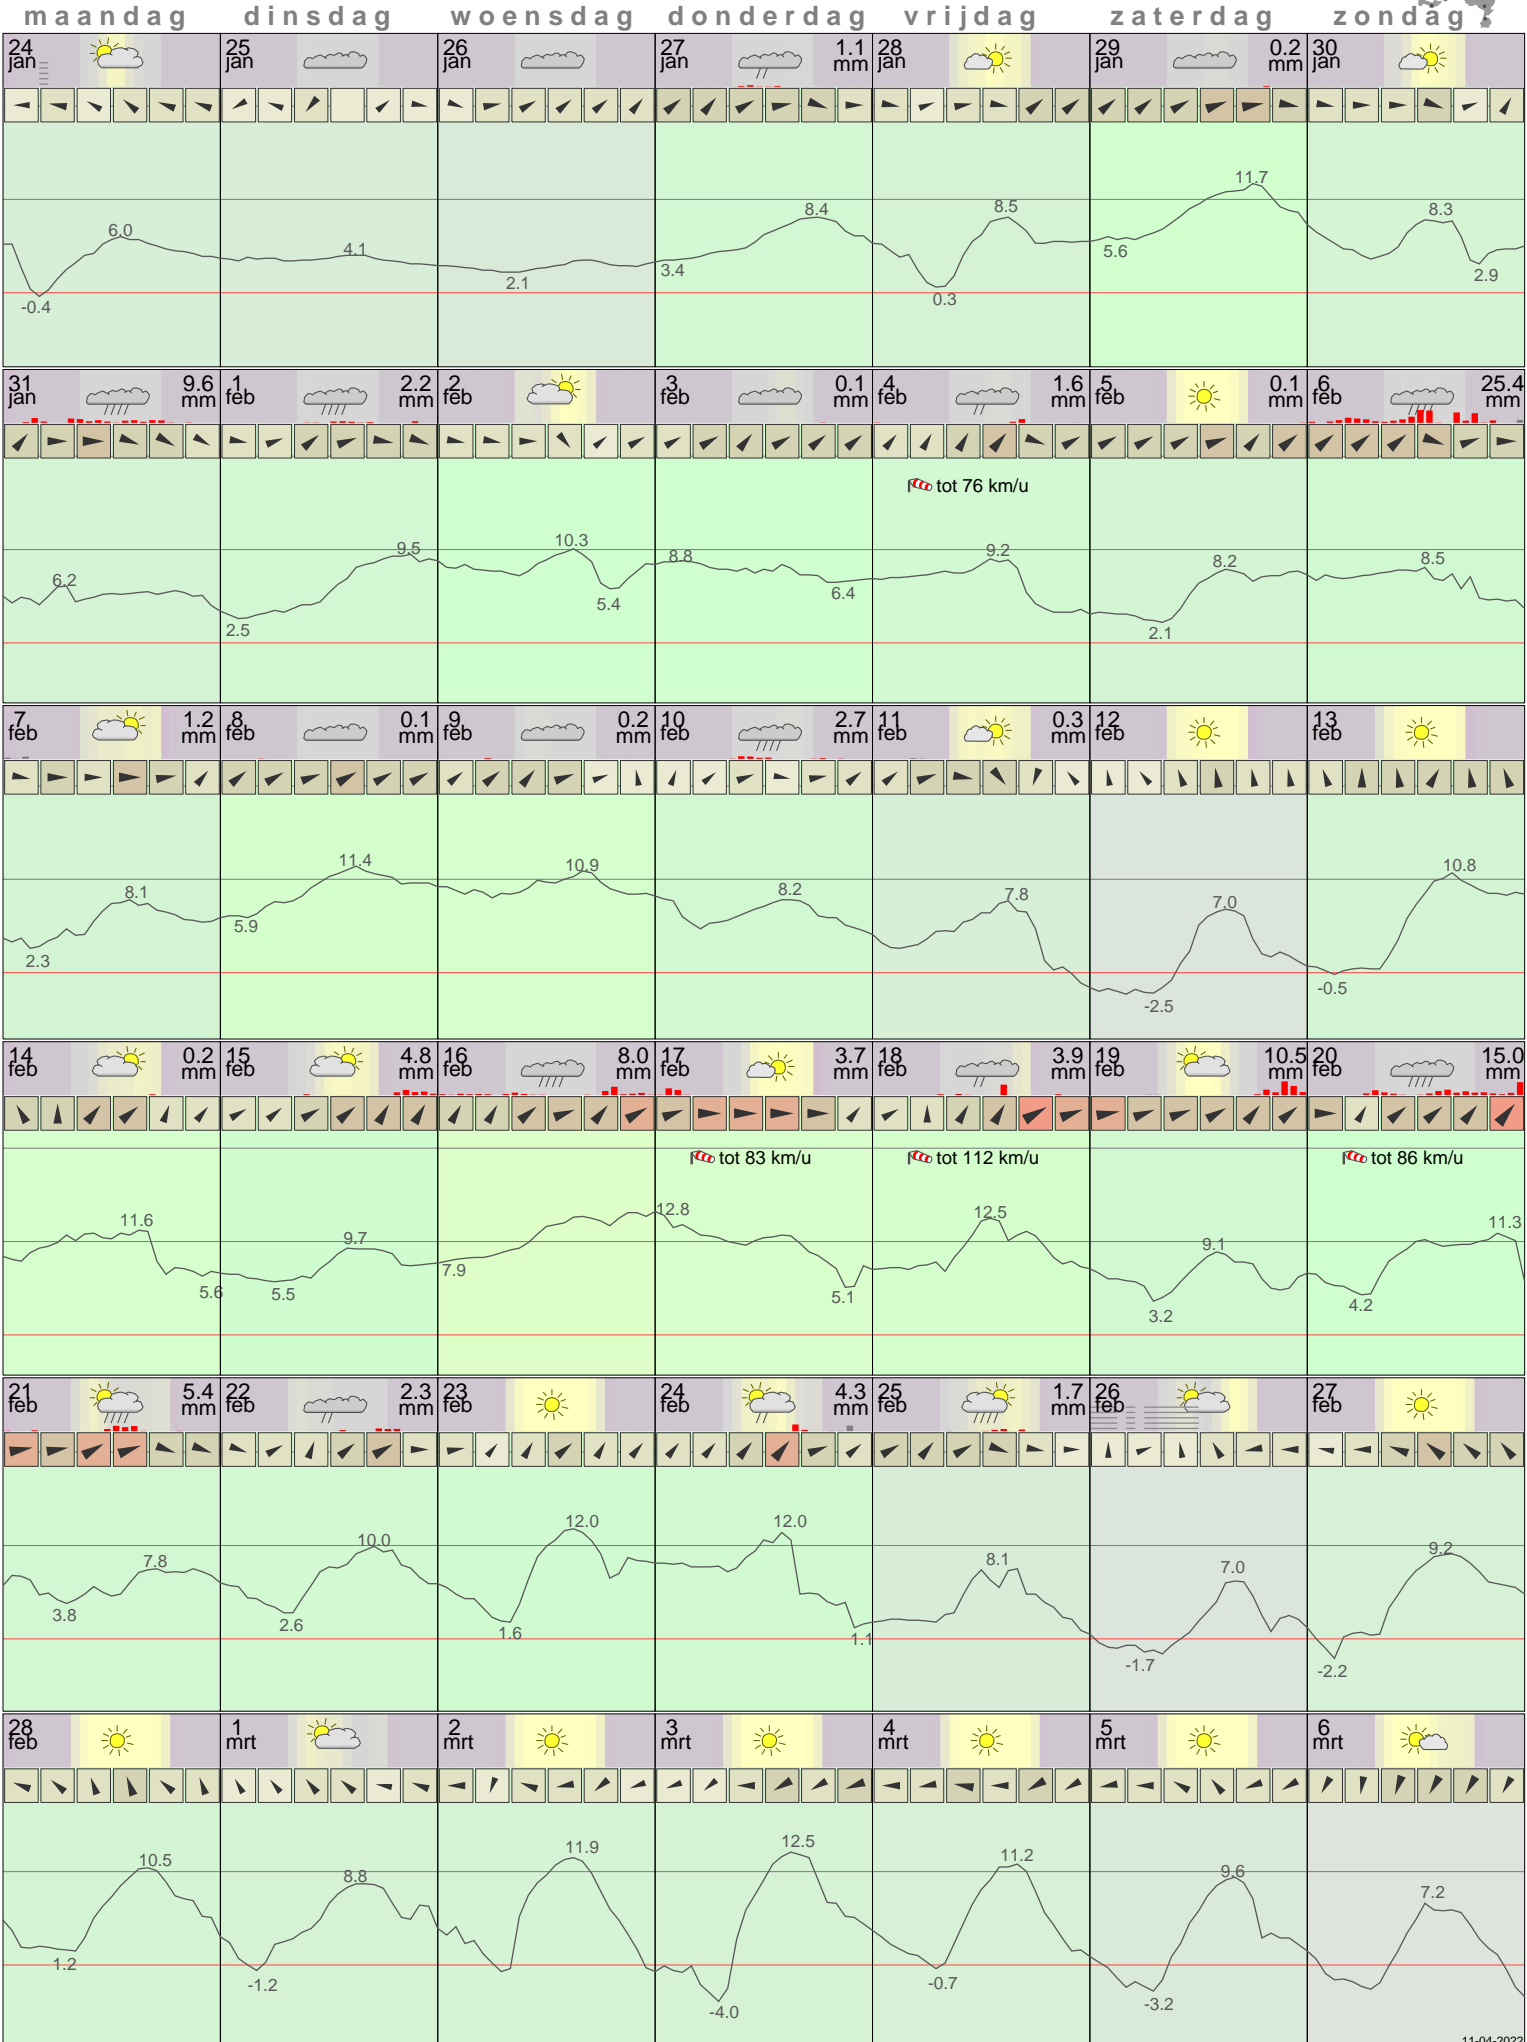 maandag dinsdag woensdag donderdag vrijdag zaterdag zondag
24 jan 25 jan 26 jan 27 jan 1.1 mm 28 jan 29 jan 0.2 mm 30 jan
-0.4 6.0 4.1 2.1 3.4 8.4 0.3 8.5 5.6 11.7 8.3 2.9
31 jan 9.6 mm 1 feb 2.2 mm 2 feb 3 feb 0.1 mm 4 feb 1.6 mm 5 feb 0.1 mm 6 feb 25.4 mm
tot 76 km/u
6.2 2.5 9.5 10.3 5.4 8.8 6.4 9.2 2.1 8.2 8.5
7 feb 1.2 mm 8 feb 0.1 mm 9 feb 0.2 mm 10 feb 2.7 mm 11 feb 0.3 mm 12 feb 13 feb
2.3 8.1 5.9 11.4 10.9 8.2 7.8 -2.5 7.0 -0.5 10.8
14 feb 0.2 mm 15 feb 4.8 mm 16 feb 8.0 mm 17 feb 3.7 mm 18 feb 3.9 mm 19 feb 10.5 mm 20 feb 15.0 mm
tot 83 km/u tot 112 km/u tot 86 km/u
11.6 5.6 5.5 9.7 7.9 12.8 5.1 12.5 3.2 9.1 4.2 11.3
21 feb 5.4 mm 22 feb 2.3 mm 23 feb 24 feb 4.3 mm 25 feb 1.7 mm 26 feb 27 feb
3.8 7.8 2.6 10.0 1.6 12.0 12.0 1.1 8.1 -1.7 7.0 -2.2 9.2
28 feb 1 mrt 2 mrt 3 mrt 4 mrt 5 mrt 6 mrt
1.2 10.5 -1.2 8.8 11.9 -4.0 12.5 -0.7 11.2 -3.2 9.6 7.2
11-04-2022